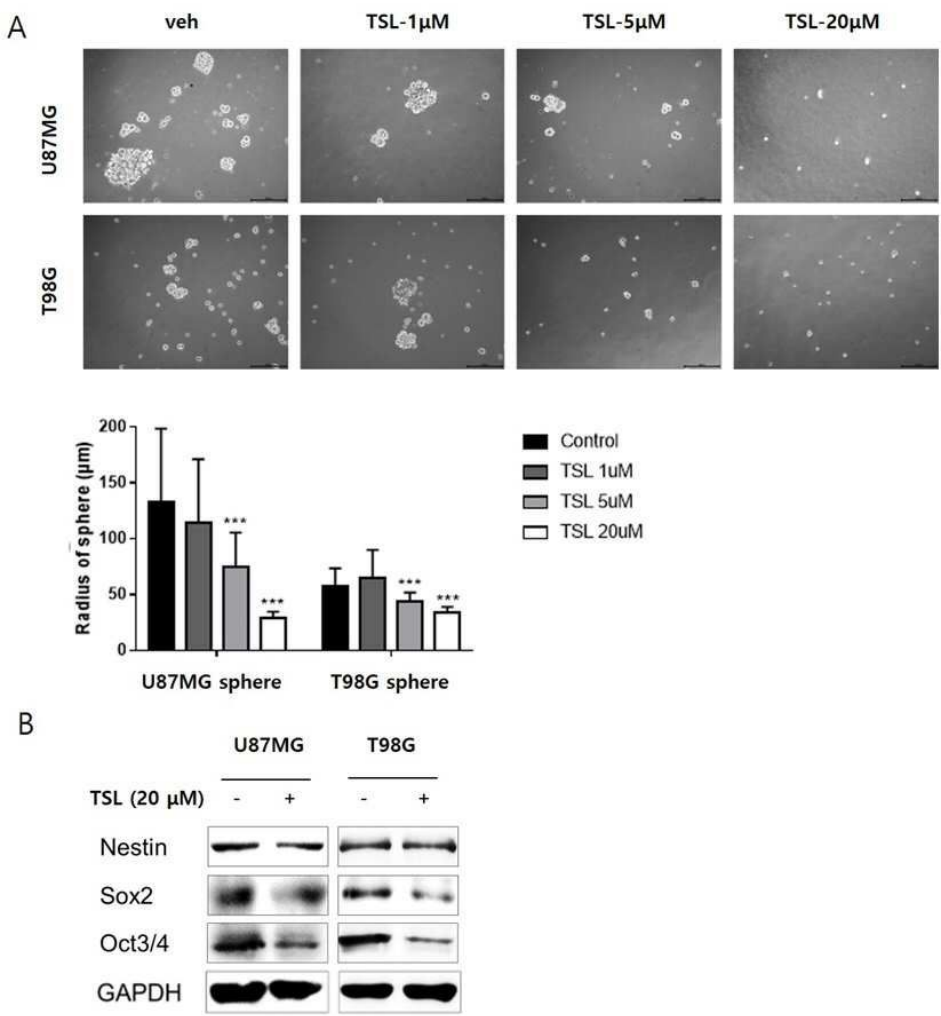 A
veh TSL-1µM TSL-5µM TSL-20µM
U87MG
T98G
200
150
100
50
0
Radius of sphere (µm)
***
***
***
***
U87MG sphere T98G sphere
Control
TSL 1uM
TSL 5uM
TSL 20uM
B
U87MG T98G
TSL (20 µM) - + - +
Nestin
Sox2
Oct3/4
GAPDH